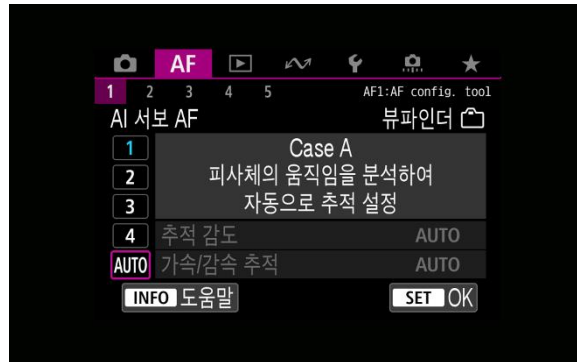 AF
1 2 3 4 5 AF1:AF config. tool
AI 서보 AF 뷰파인더
1 Case A
2 피사체의 움직임을 분석하여
3 자동으로 추적 설정
4 추적 감도 AUTO
AUTO 가속/감속 추적 AUTO
INFO 도움말 SET OK